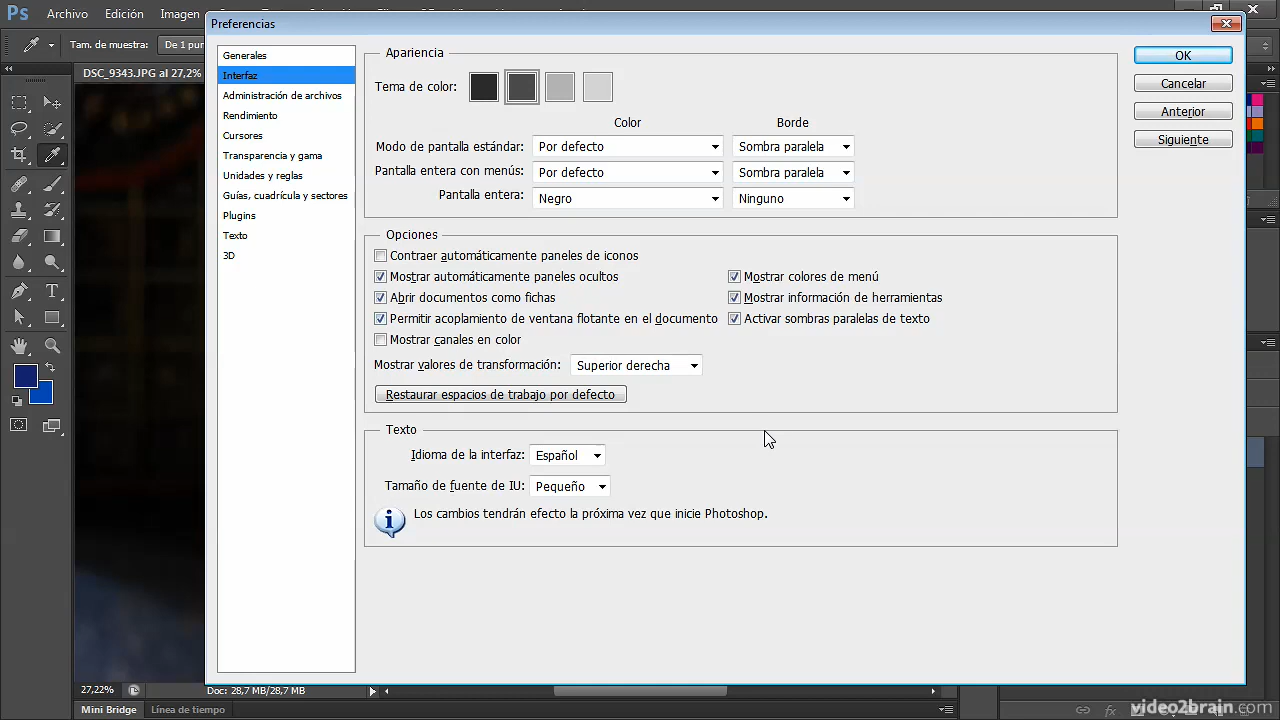 Ps Archivo Edición Imagen
Preferencias
Tam. de muestra: De 1 pun
DSC_9343.JPG al 27,2%
Generales
Interfaz
Administración de archivos
Rendimiento
Cursores
Transparencia y gama
Unidades y reglas
Guías, cuadrícula y sectores
Plugins
Texto
3D
Apariencia
Tema de color:
Color Borde
Modo de pantalla estándar: Por defecto Sombra paralela
Pantalla entera con menús: Por defecto Sombra paralela
Pantalla entera: Negro Ninguno
Opciones
Contraer automáticamente paneles de iconos
Mostrar automáticamente paneles ocultos Mostrar colores de menú
Abrir documentos como fichas Mostrar información de herramientas
Permitir acoplamiento de ventana flotante en el documento Activar sombras paralelas de texto
Mostrar canales en color
Mostrar valores de transformación: Superior derecha
Restaurar espacios de trabajo por defecto
Texto
Idioma de la interfaz: Español
Tamaño de fuente de IU: Pequeño
Los cambios tendrán efecto la próxima vez que inicie Photoshop.
OK
Cancelar
Anterior
Siguiente
27,22% Doc: 28,7 MB/28,7 MB
Mini Bridge Línea de tiempo
video2brain.com